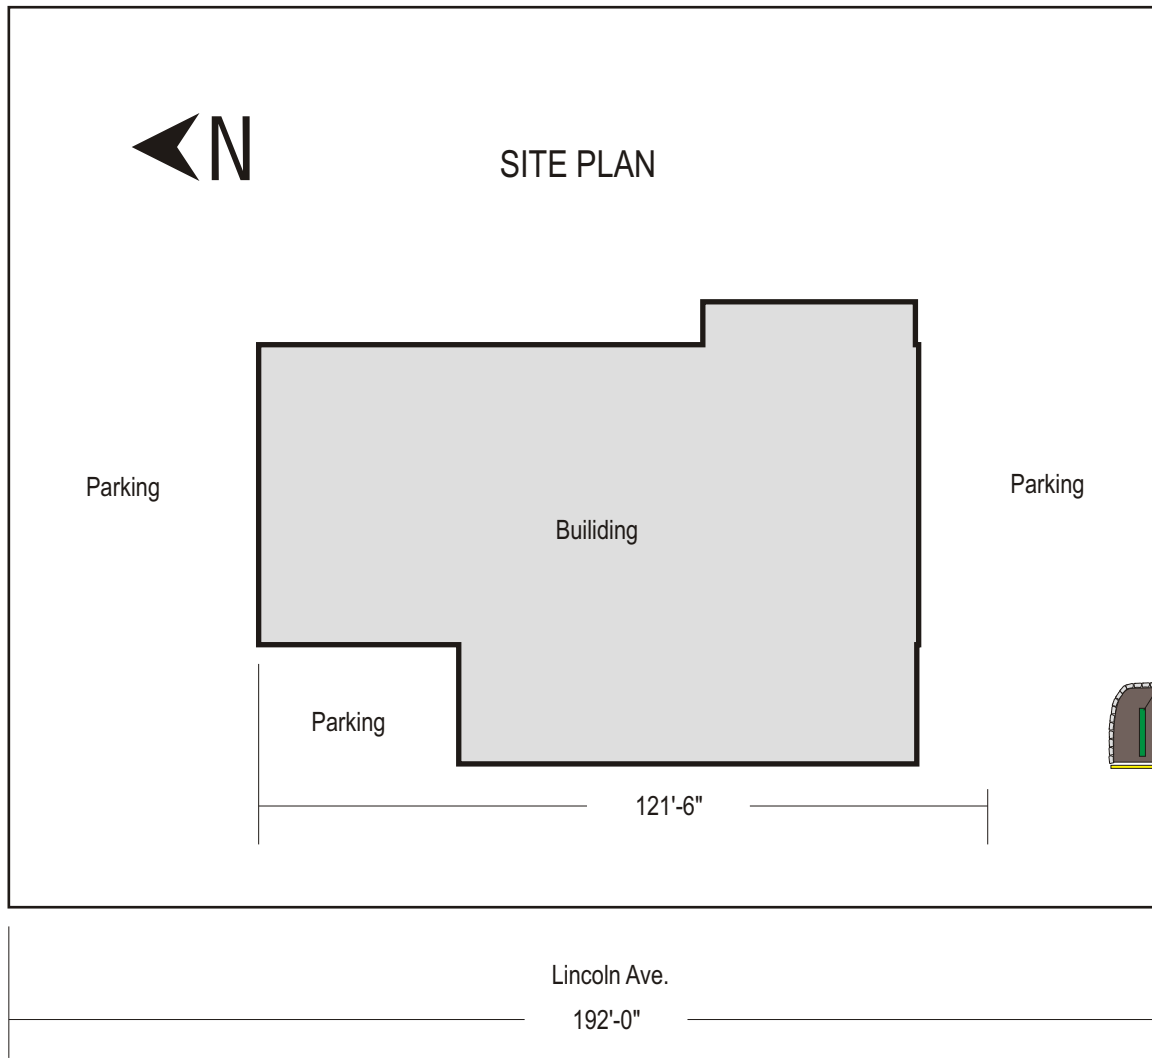 N
SITE PLAN
Parking
Parking
Builiding
Parking
121'-6"
Lincoln Ave.
192'-0"